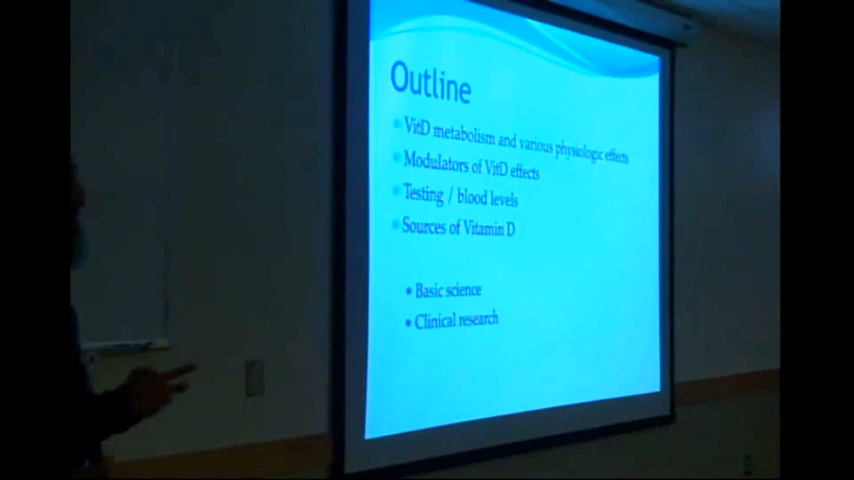 Outline
VitD metabolism and various physiologic effects
Modulators of VitD effects
Testing / blood levels
Sources of Vitamin D
Basic science
Clinical research